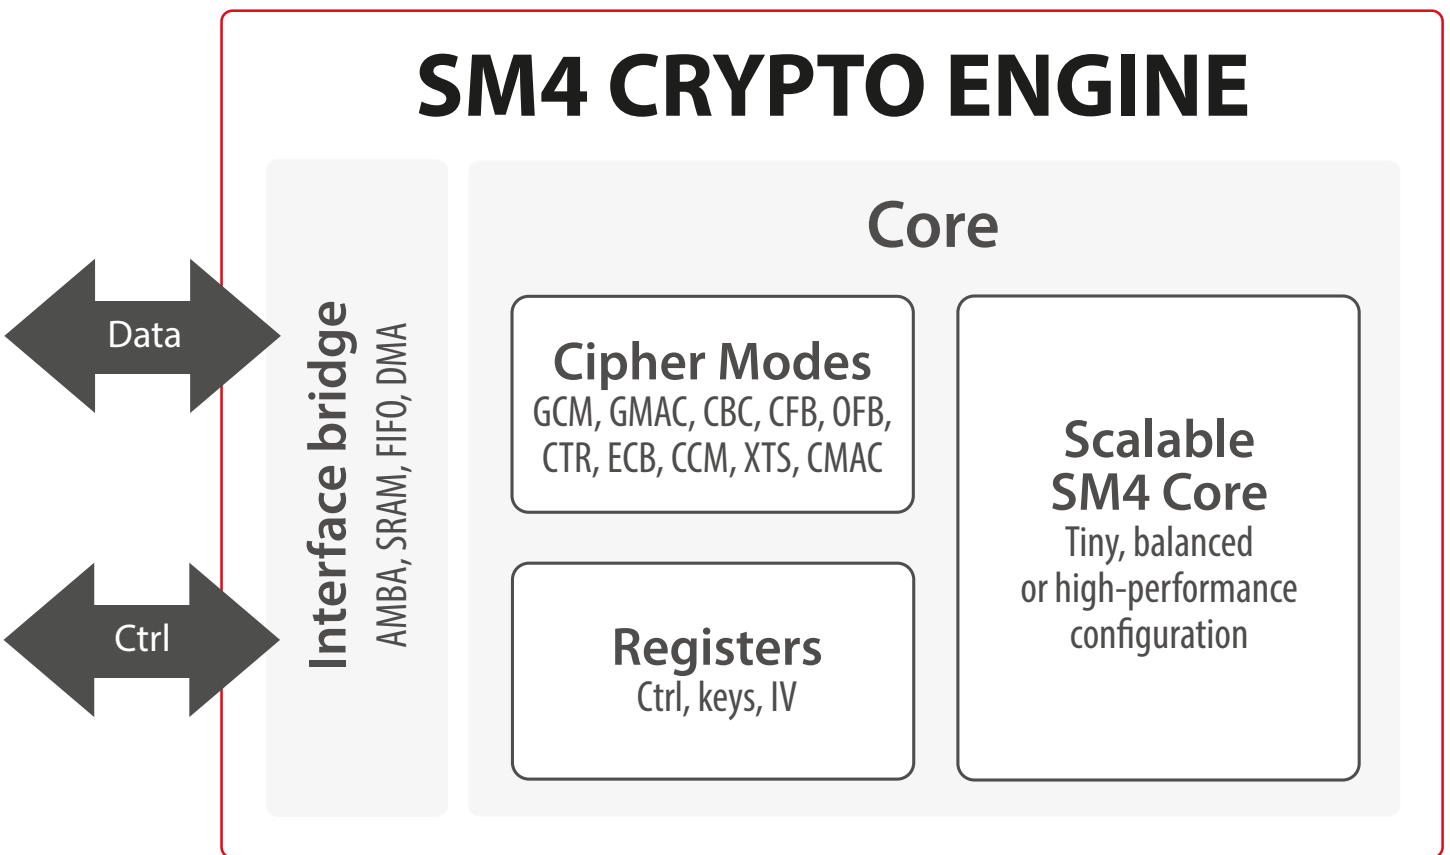 SM4 CRYPTO ENGINE
Data
Ctrl
Interface bridge
AMBA, SRAM, FIFO, DMA
Core
Cipher Modes
GCM, GMAC, CBC, CFB, OFB,
CTR, ECB, CCM, XTS, CMAC
Registers
Ctrl, keys, IV
Scalable
SM4 Core
Tiny, balanced
or high-performance
configuration